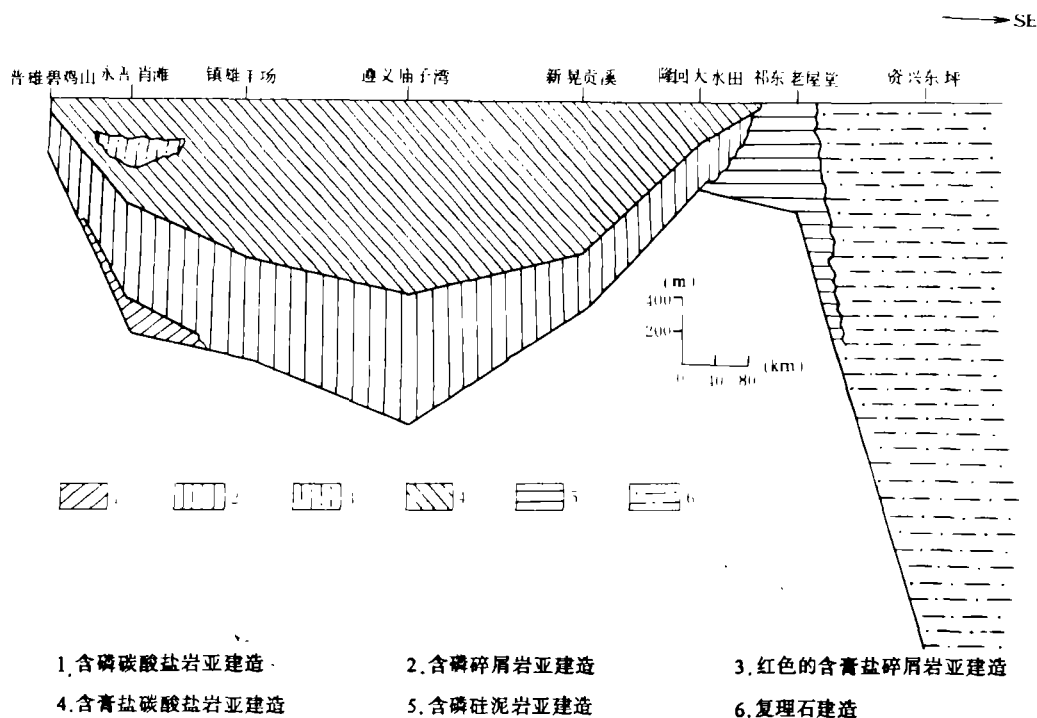 SE
普雄碧鸡山 永善肖滩 镇雄羊场 遵义庙子湾 新晃贡溪 隆回大水田 祁东老屋堂 资兴东坪
(m)
400
200
(km)
0 40 80
1 2 3 4 5 6
1.含磷碳酸盐岩亚建造 2.含磷碎屑岩亚建造 3.红色的含膏盐碎屑岩亚建造
4.含膏盐碳酸盐岩亚建造 5.含磷硅泥岩亚建造 6.复理石建造